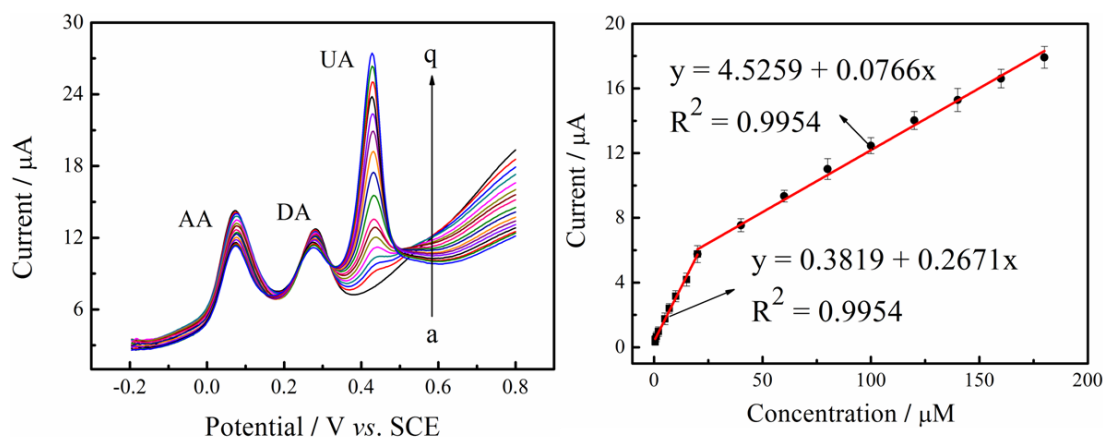 30
24
18
12
6
Current / μA
UA
AA
DA
q
a
-0.2 0.0 0.2 0.4 0.6 0.8
Potential / V vs. SCE
20
16
12
8
4
0
Current / μA
y = 4.5259 + 0.0766x
R² = 0.9954
y = 0.3819 + 0.2671x
R² = 0.9954
0 50 100 150 200
Concentration / μM